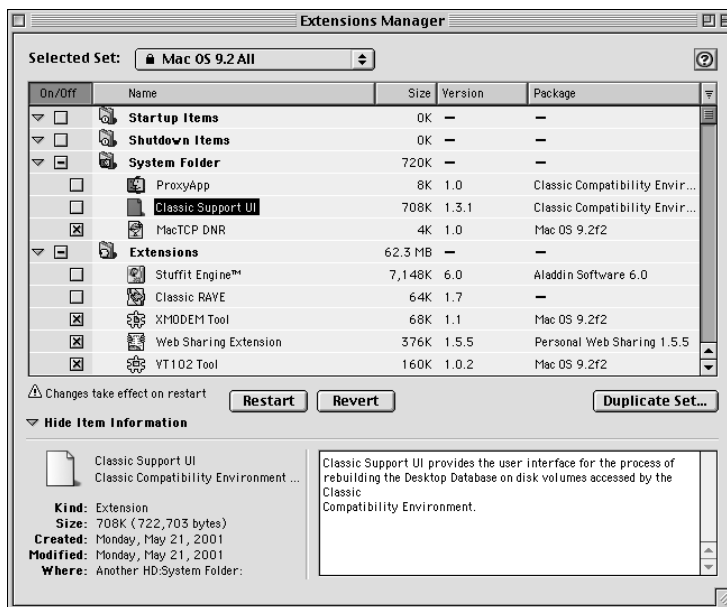 Extensions Manager
Selected Set: Mac OS 9.2 All
On/Off Name Size Version Package
Startup Items 0K — —
Shutdown Items 0K — —
System Folder 720K — —
ProxyApp 8K 1.0 Classic Compatibility Envir...
Classic Support UI 708K 1.3.1 Classic Compatibility Envir...
MacTCP DNR 4K 1.0 Mac OS 9.2f2
Extensions 62.3 MB — —
Stuffit Engine™ 7,148K 6.0 Aladdin Software 6.0
Classic RAVE 64K 1.7 —
XMODEM Tool 68K 1.1 Mac OS 9.2f2
Web Sharing Extension 376K 1.5.5 Personal Web Sharing 1.5.5
VT102 Tool 160K 1.0.2 Mac OS 9.2f2
Changes take effect on restart Restart Revert Duplicate Set...
Hide Item Information
Classic Support UI
Classic Compatibility Environment ...
Kind: Extension
Size: 708K (722,703 bytes)
Created: Monday, May 21, 2001
Modified: Monday, May 21, 2001
Where: Another HD:System Folder:
Classic Support UI provides the user interface for the process of
rebuilding the Desktop Database on disk volumes accessed by the
Classic
Compatibility Environment.